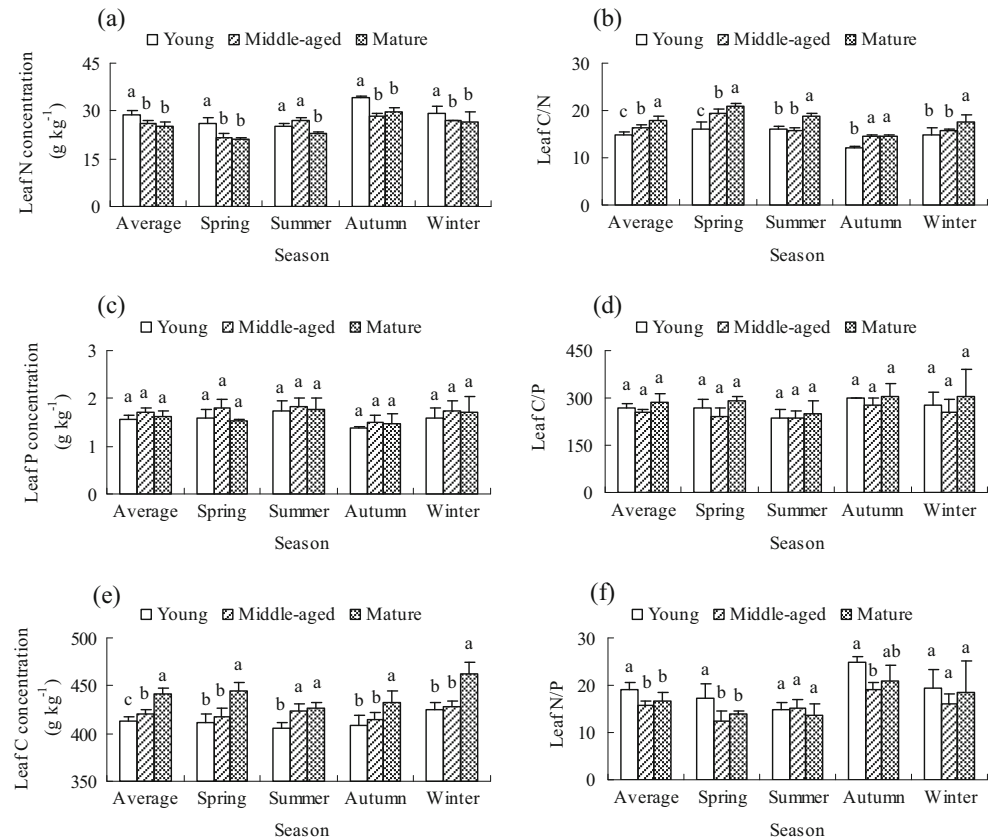 (a)
Young Middle-aged Mature
Leaf N concentration
(g kg⁻¹)
45
30
15
0
a b b a b b a a b a b b a b b
Average Spring Summer Autumn Winter
Season
(b)
Young Middle-aged Mature
Leaf C/N
30
20
10
0
c b a c b a b b a b a a b b a
Average Spring Summer Autumn Winter
Season
(c)
Young Middle-aged Mature
Leaf P concentration
(g kg⁻¹)
3
2
1
0
a a a a a a a a a a a a a a a
Average Spring Summer Autumn Winter
Season
(d)
Young Middle-aged Mature
Leaf C/P
450
300
150
0
a a a a a a a a a a a a a a a
Average Spring Summer Autumn Winter
Season
(e)
Young Middle-aged Mature
Leaf C concentration
(g kg⁻¹)
500
450
400
350
c b a b b a b a a b b a b b a
Average Spring Summer Autumn Winter
Season
(f)
Young Middle-aged Mature
Leaf N/P
30
20
10
0
a b b a b b a a a a b ab a a a
Average Spring Summer Autumn Winter
Season